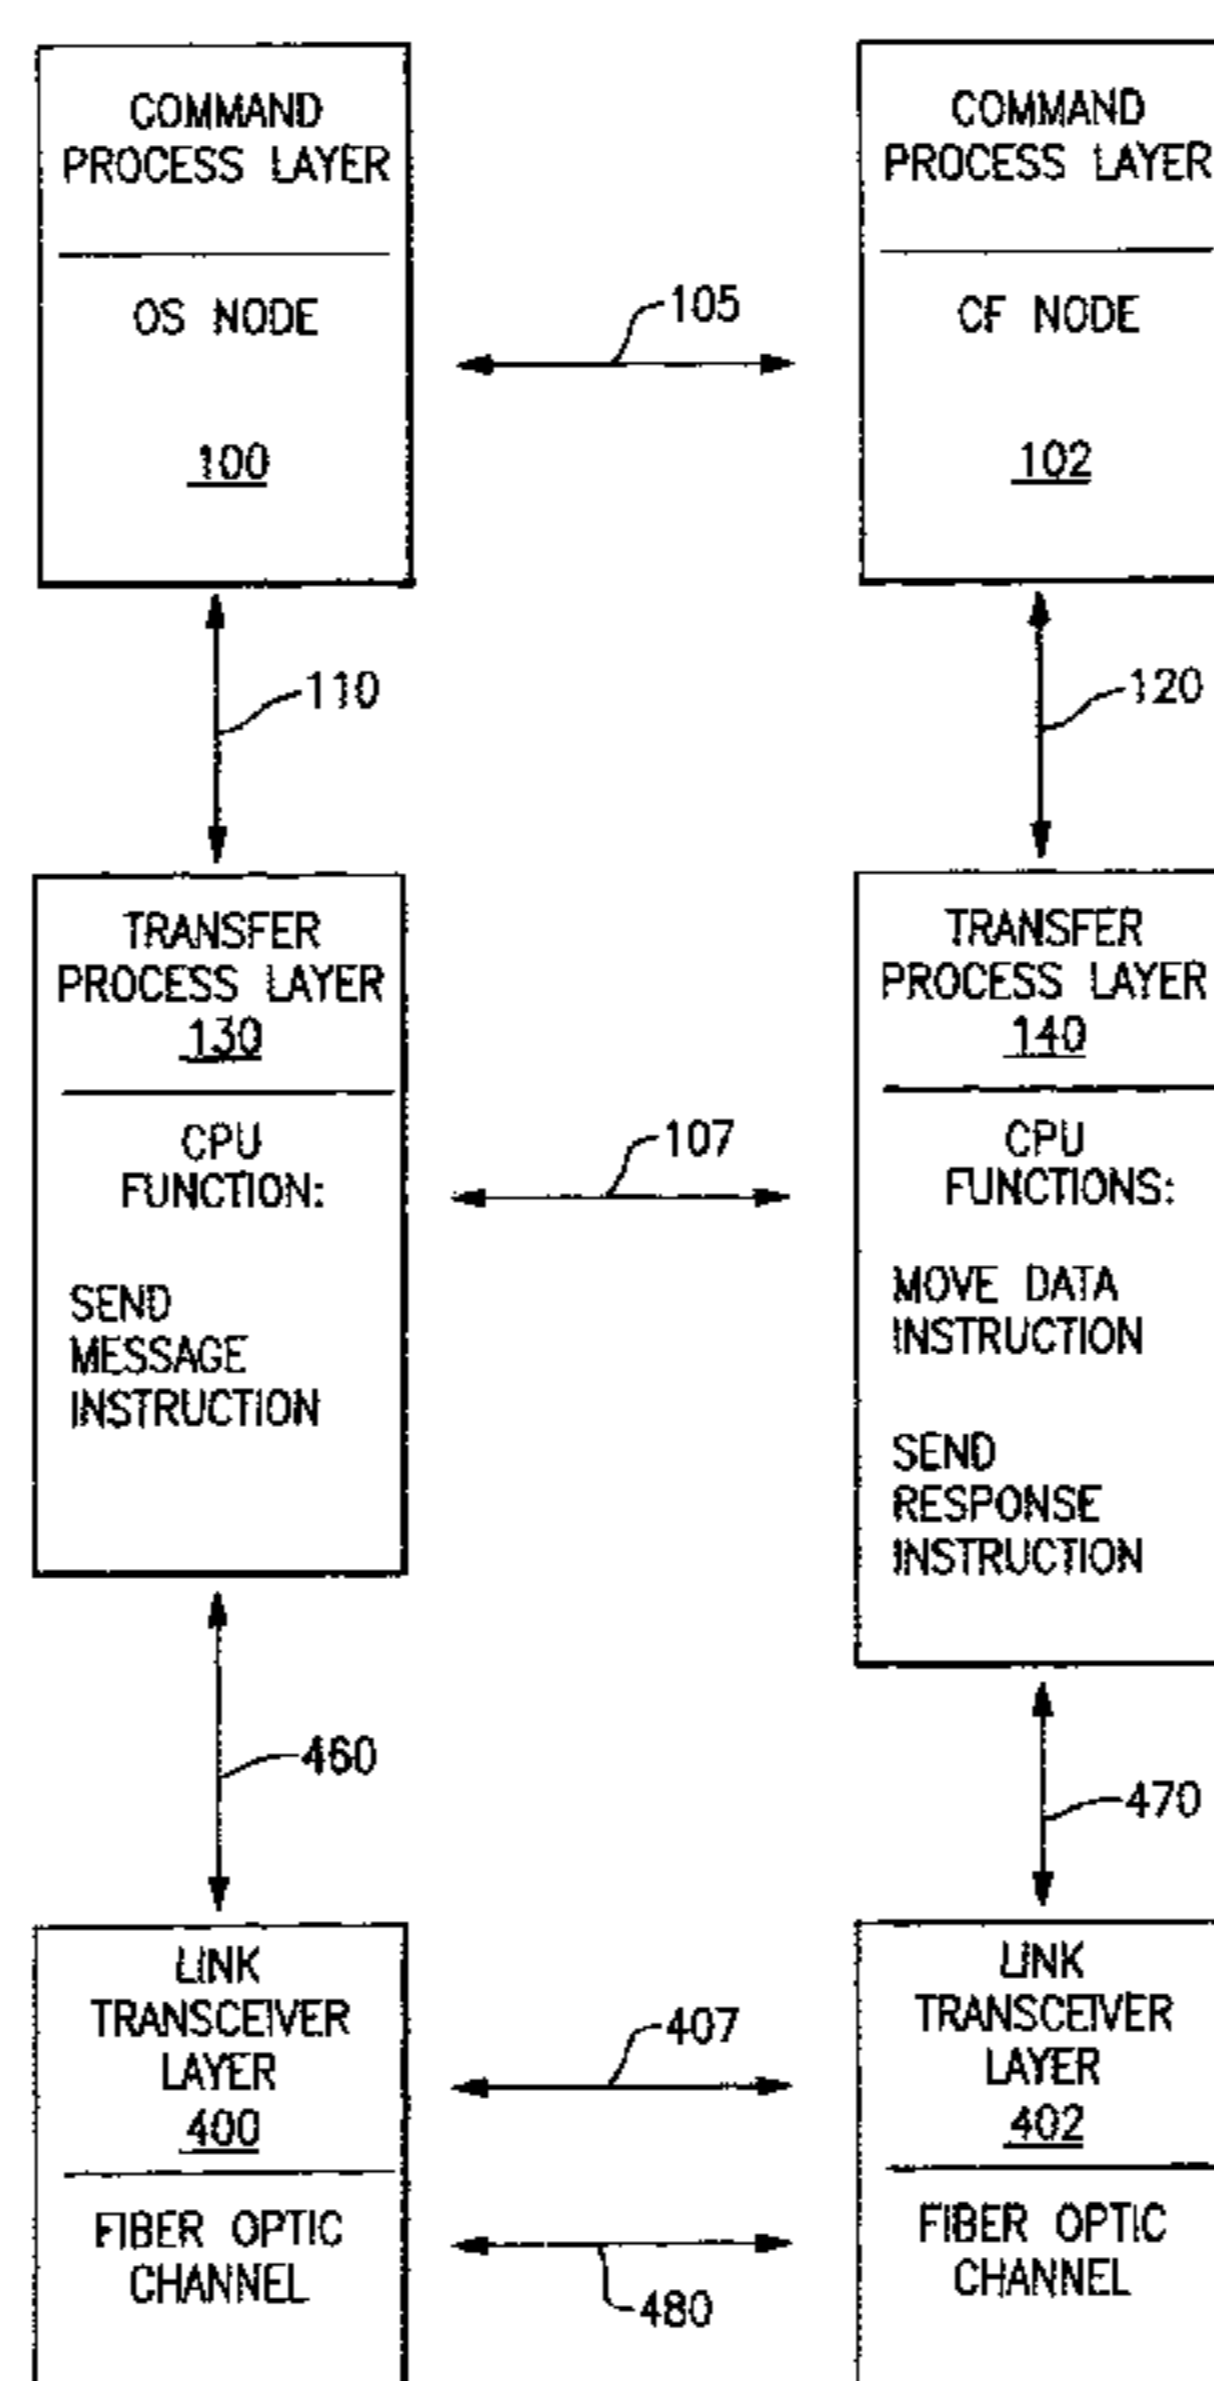 COMMAND
PROCESS LAYER
OS NODE
100
105
COMMAND
PROCESS LAYER
CF NODE
102
110
120
TRANSFER
PROCESS LAYER
130
CPU
FUNCTION:
SEND
MESSAGE
INSTRUCTION
107
TRANSFER
PROCESS LAYER
140
CPU
FUNCTIONS:
MOVE DATA
INSTRUCTION
SEND
RESPONSE
INSTRUCTION
460
470
LINK
TRANSCEIVER
LAYER
400
FIBER OPTIC
CHANNEL
407
480
LINK
TRANSCEIVER
LAYER
402
FIBER OPTIC
CHANNEL